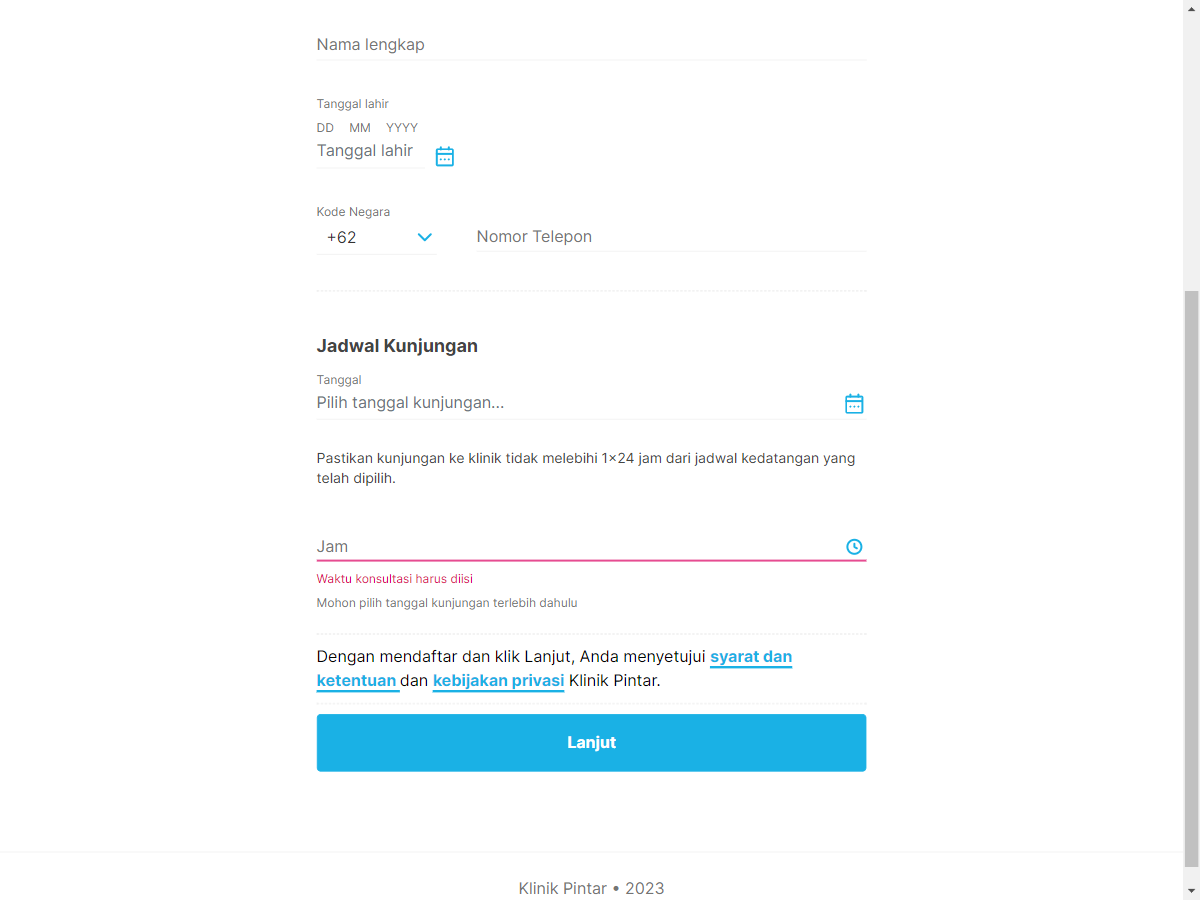 Nama lengkap
Tanggal lahir
DD MM YYYY
Tanggal lahir
Kode Negara
+62
Nomor Telepon
Jadwal Kunjungan
Tanggal
Pilih tanggal kunjungan...
Pastikan kunjungan ke klinik tidak melebihi 1×24 jam dari jadwal kedatangan yang
telah dipilih.
Jam
Waktu konsultasi harus diisi
Mohon pilih tanggal kunjungan terlebih dahulu
Dengan mendaftar dan klik Lanjut, Anda menyetujui syarat dan
ketentuan dan kebijakan privasi Klinik Pintar.
Lanjut
Klinik Pintar • 2023